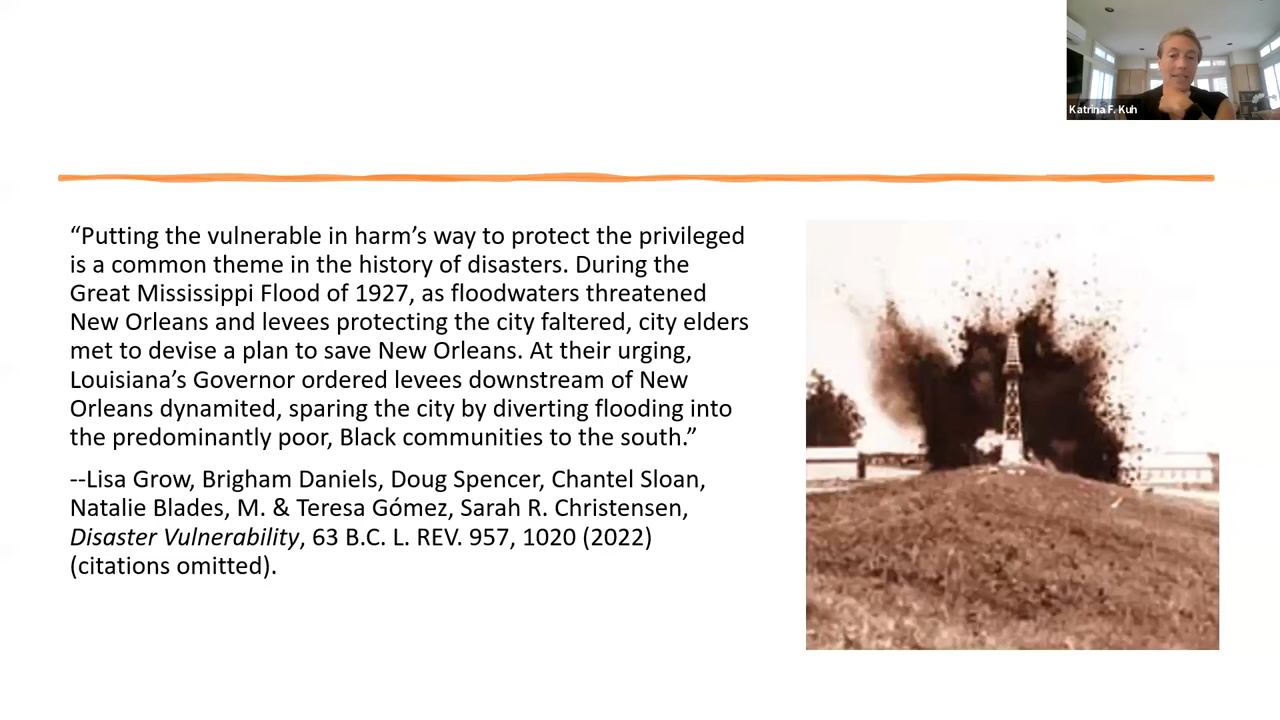 Katrina F. Kuh
“Putting the vulnerable in harm’s way to protect the privileged
is a common theme in the history of disasters. During the
Great Mississippi Flood of 1927, as floodwaters threatened
New Orleans and levees protecting the city faltered, city elders
met to devise a plan to save New Orleans. At their urging,
Louisiana’s Governor ordered levees downstream of New
Orleans dynamited, sparing the city by diverting flooding into
the predominantly poor, Black communities to the south.”
--Lisa Grow, Brigham Daniels, Doug Spencer, Chantel Sloan,
Natalie Blades, M. & Teresa Gómez, Sarah R. Christensen,
Disaster Vulnerability, 63 B.C. L. REV. 957, 1020 (2022)
(citations omitted).